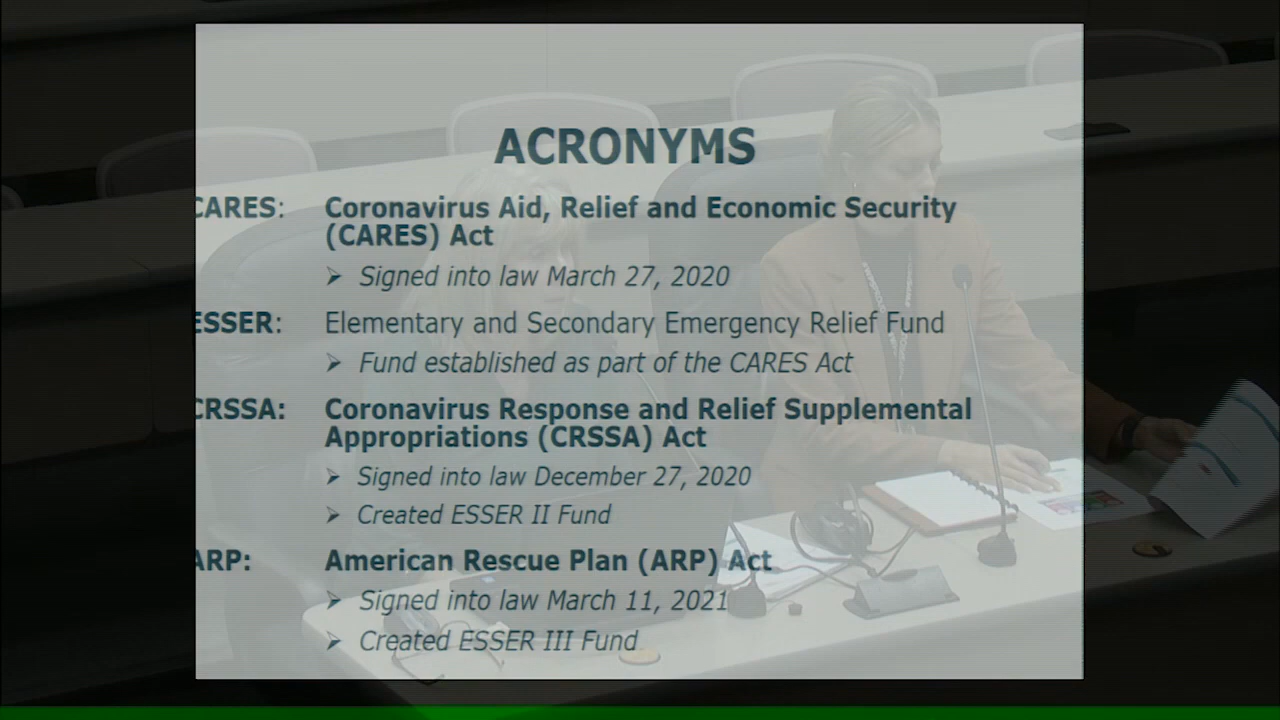 ACRONYMS
CARES: Coronavirus Aid, Relief and Economic Security
(CARES) Act
➢ Signed into law March 27, 2020
ESSER: Elementary and Secondary Emergency Relief Fund
➢ Fund established as part of the CARES Act
CRSSA: Coronavirus Response and Relief Supplemental
Appropriations (CRSSA) Act
➢ Signed into law December 27, 2020
➢ Created ESSER II Fund
ARP: American Rescue Plan (ARP) Act
➢ Signed into law March 11, 2021
➢ Created ESSER III Fund